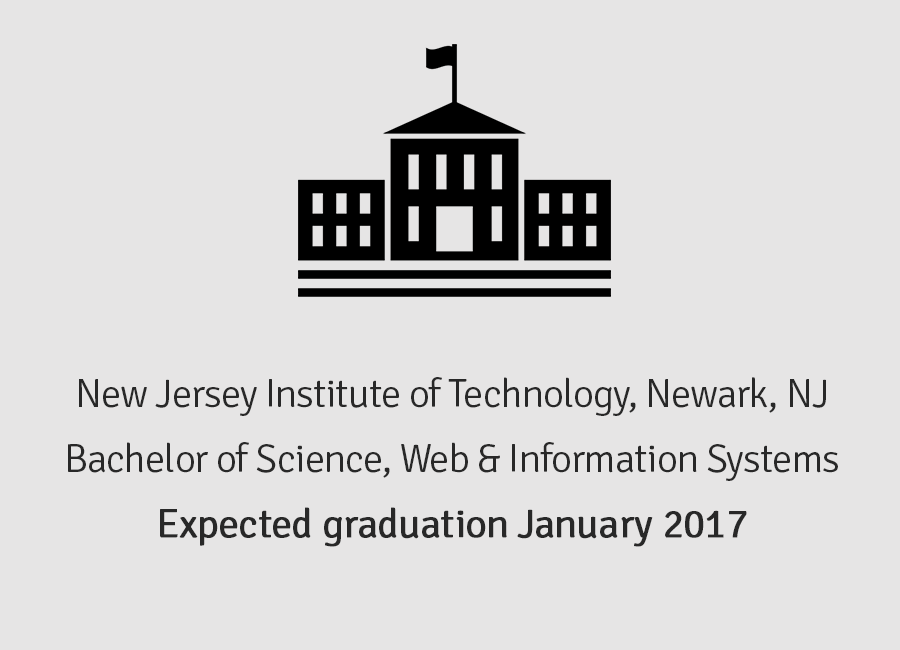 New Jersey Institute of Technology, Newark, NJ
Bachelor of Science, Web & Information Systems
Expected graduation January 2017